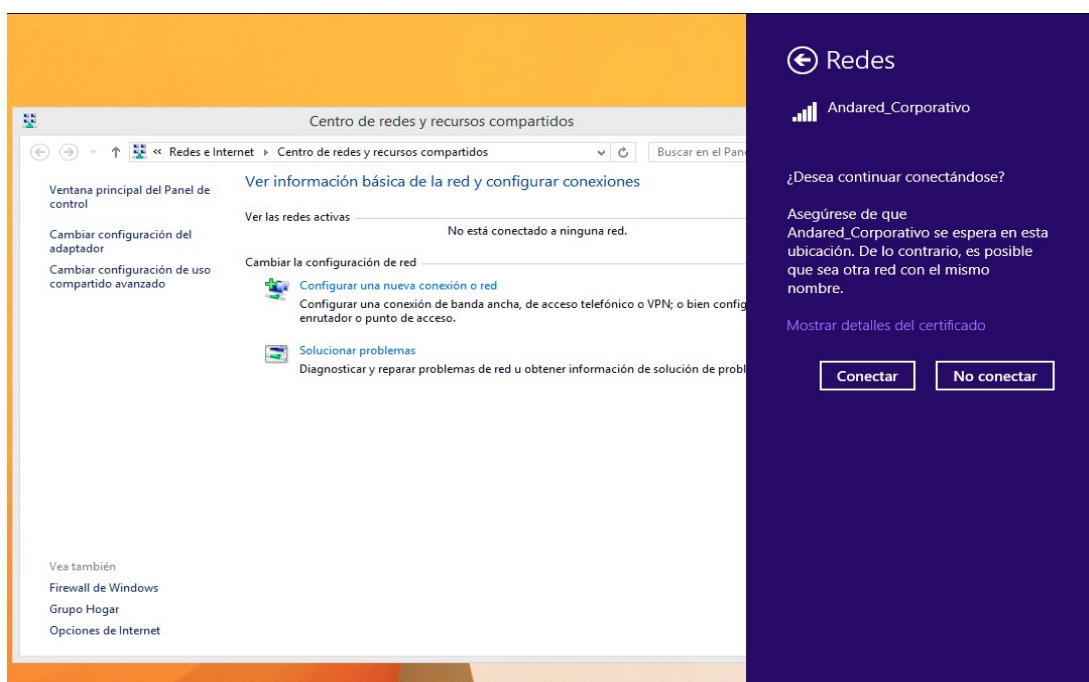 Centro de redes y recursos compartidos
« Redes e Internet Centro de redes y recursos compartidos
Buscar en el Pan
Ventana principal del Panel de
control
Cambiar configuración del
adaptador
Cambiar configuración de uso
compartido avanzado
Vea también
Firewall de Windows
Grupo Hogar
Opciones de Internet
Ver información básica de la red y configurar conexiones
Ver las redes activas
No está conectado a ninguna red.
Cambiar la configuración de red
Configurar una nueva conexión o red
Configurar una conexión de banda ancha, de acceso telefónico o VPN; o bien config
enrutador o punto de acceso.
Solucionar problemas
Diagnosticar y reparar problemas de red u obtener información de solución de probl
Redes
Andared_Corporativo
¿Desea continuar conectándose?
Asegúrese de que
Andared_Corporativo se espera en esta
ubicación. De lo contrario, es posible
que sea otra red con el mismo
nombre.
Mostrar detalles del certificado
Conectar No conectar